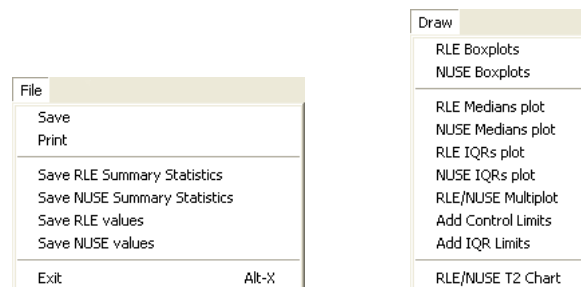 File
Save
Print
Save RLE Summary Statistics
Save NUSE Summary Statistics
Save RLE values
Save NUSE values
Exit Alt-X
Draw
RLE Boxplots
NUSE Boxplots
RLE Medians plot
NUSE Medians plot
RLE IQRs plot
NUSE IQRs plot
RLE/NUSE Multiplot
Add Control Limits
Add IQR Limits
RLE/NUSE T2 Chart